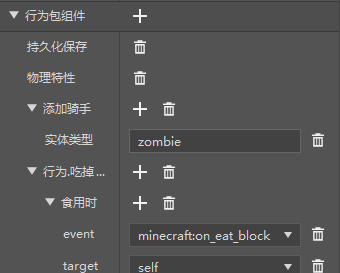 行为包组件
持久化保存
物理特性
添加骑手
实体类型 zombie
行为.吃掉...
食用时
event minecraft:on_eat_block
target self